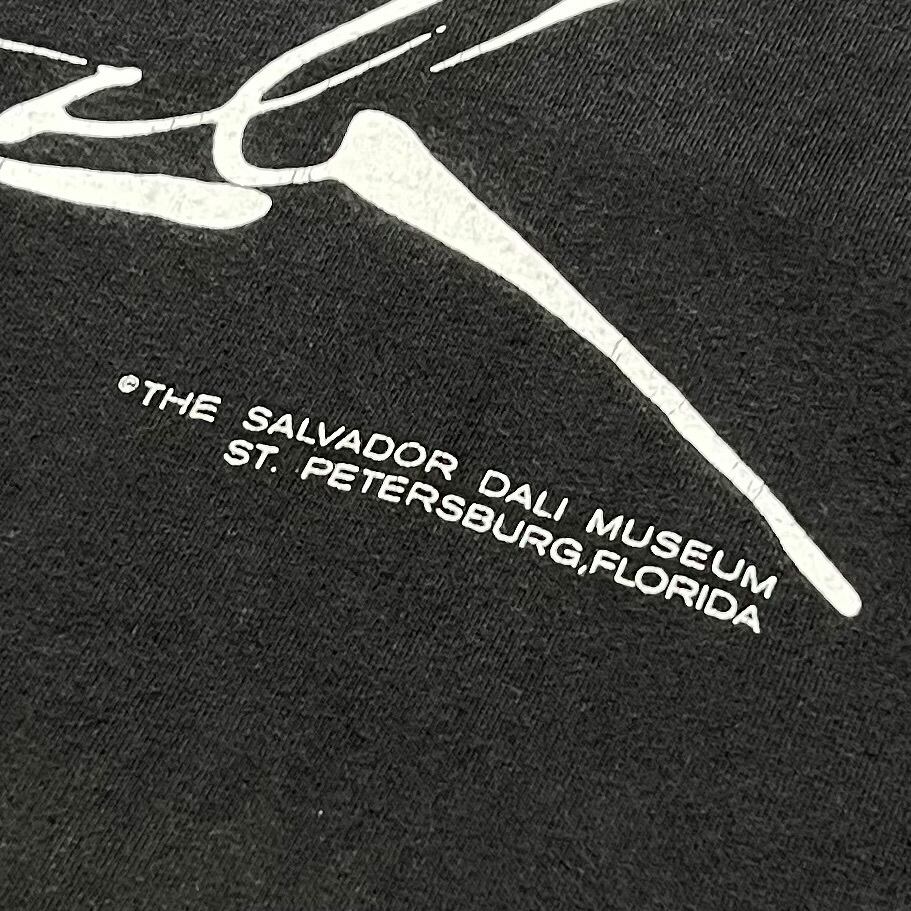 ©THE SALVADOR DALI MUSEUM
ST. PETERSBURG,FLORIDA